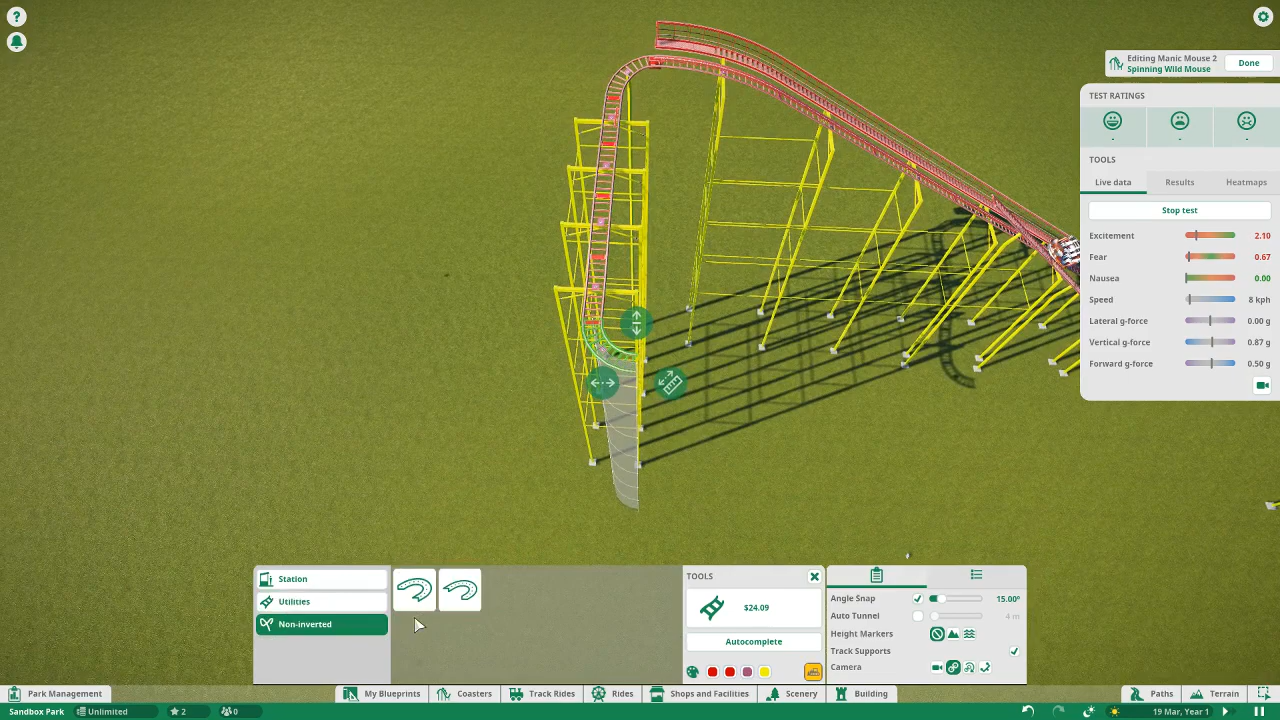 ?
Editing Manic Mouse 2
Spinning Wild Mouse
Done
TEST RATINGS
- - -
TOOLS
Live data Results Heatmaps
Stop test
Excitement 2.10
Fear 0.67
Nausea 0.00
Speed 8 kph
Lateral g-force 0.00 g
Vertical g-force 0.87 g
Forward g-force 0.50 g
Station
Utilities
Non-inverted
TOOLS
$24.09
Autocomplete
Angle Snap 15.00°
Auto Tunnel 4 m
Height Markers
Track Supports
Camera
Park Management My Blueprints Coasters Track Rides Rides Shops and Facilities Scenery Building Paths Terrain
Sandbox Park Unlimited 2 0 19 Mar, Year 1